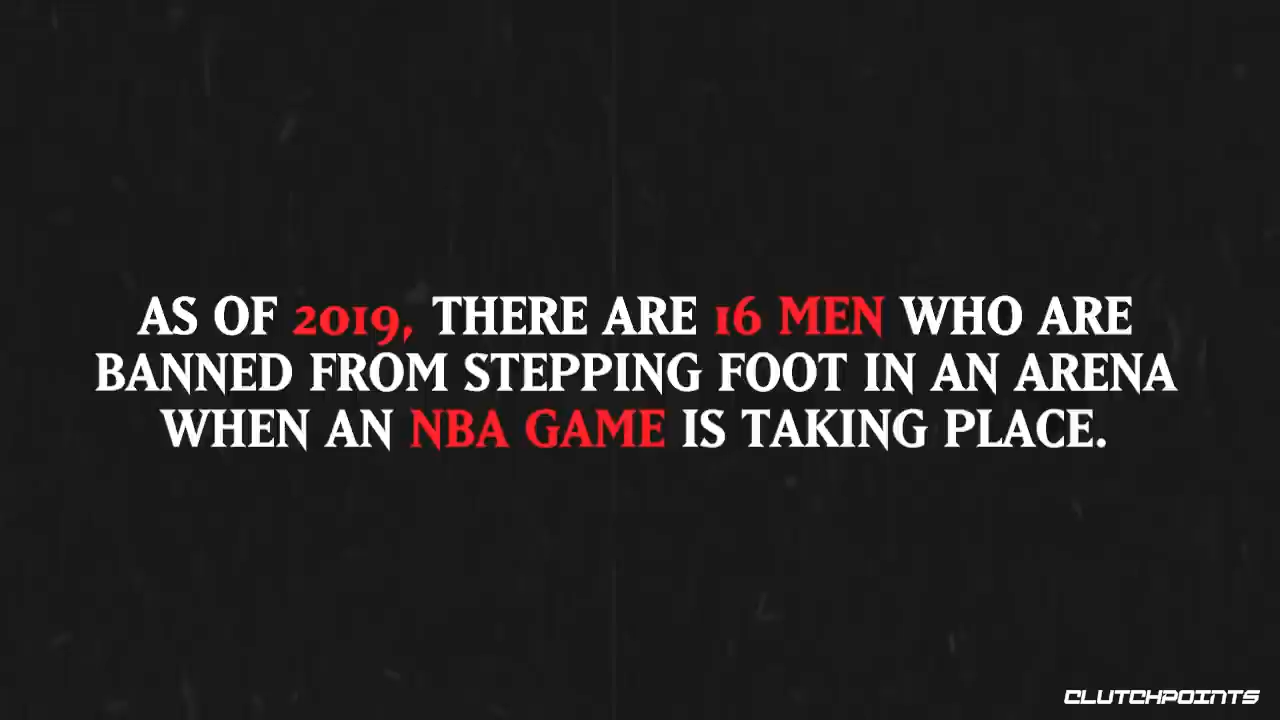 AS OF 2019, THERE ARE 16 MEN WHO ARE
BANNED FROM STEPPING FOOT IN AN ARENA
WHEN AN NBA GAME IS TAKING PLACE.
CLUTCHPOINTS